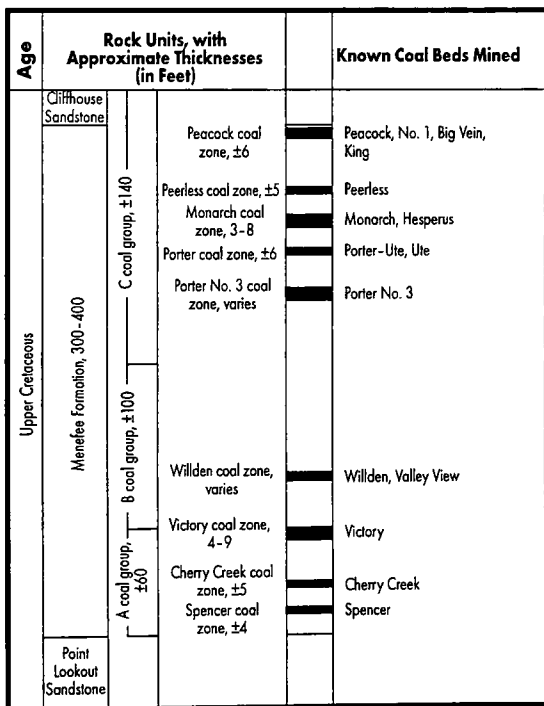 Age
Rock Units, with
Approximate Thicknesses
(in Feet)
Known Coal Beds Mined
Upper Cretaceous
Cliffhouse
Sandstone
Menefee Formation, 300-400
Point
Lookout
Sandstone
C coal group, ±140
B coal group, ±100
A coal group,
±60
Peacock coal
zone, ±6
Peacock, No. 1, Big Vein,
King
Peerless coal zone, ±5
Peerless
Monarch coal
zone, 3-8
Monarch, Hesperus
Porter coal zone, ±6
Porter-Ute, Ute
Porter No. 3 coal
zone, varies
Porter No. 3
Willden coal zone,
varies
Willden, Valley View
Victory coal zone,
4-9
Victory
Cherry Creek coal
zone, ±5
Cherry Creek
Spencer coal
zone, ±4
Spencer